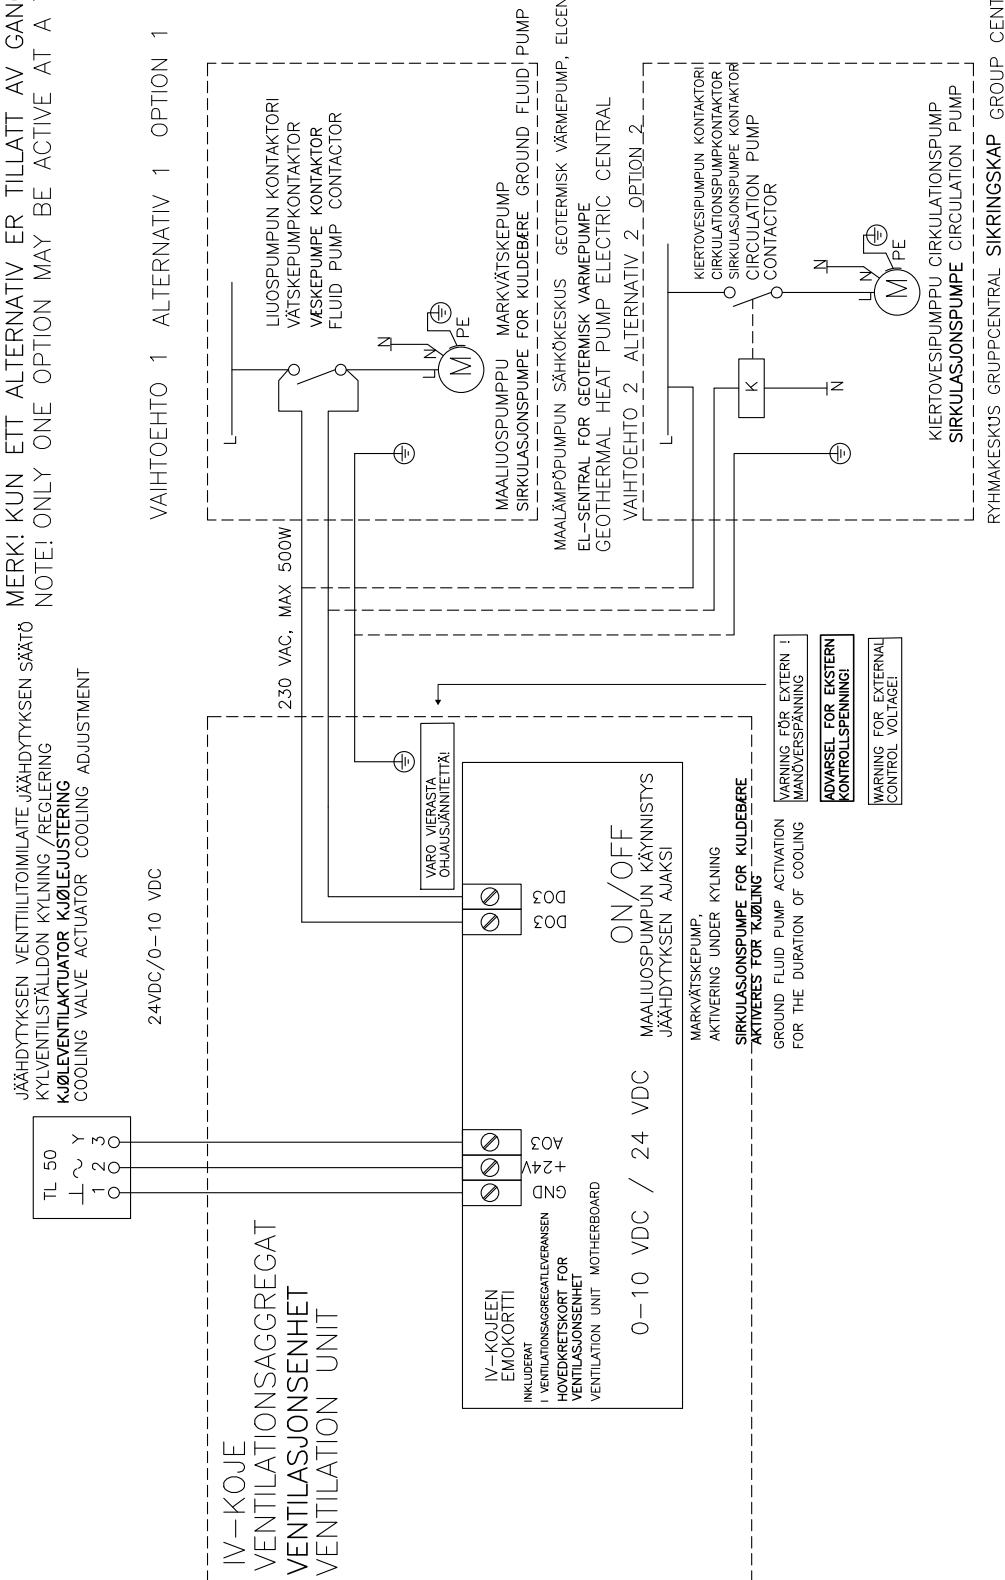 MERK! KUN ETT ALTERNATIV ER TILLATT AV
NOTE! ONLY ONE OPTION MAY BE ACTIVE AT A
JÄÄHDYTYKSEN VENTTIILITOIMILAITE JÄÄHDYTYKSEN SÄÄTÖ
KYLVENTILSTÄLLDON KYLNING /REGLERING
KJØLEVENTILAKTUATOR KJØLEJUSTERING
COOLING VALVE ACTUATOR COOLING ADJUSTMENT
TL 50
Y
1 2 3
24VDC/0-10 VDC
VAIHTOEHTO 1 ALTERNATIV 1 OPTION 1
L
LIUOSPUMPUN KONTAKTORI
VÄTSKEPUMPKONTAKTOR
VÆSKEPUMPE KONTAKTOR
FLUID PUMP CONTACTOR
N
L N
M
PE
MAALIUOSPUMPPU MARKVÄTSKEPUMP
SIRKULASJONSPUMPE FOR KULDEBÆRE GROUND FLUID PUMP
MAALÄMPÖPUMPUN SÄHKÖKESKUS GEOTERMISK VÄRMEPUMP,
EL-SENTRAL FOR GEOTERMISK VARMEPUMPE
GEOTHERMAL HEAT PUMP ELECTRIC CENTRAL
230 VAC, MAX 500W
VAIHTOEHTO 2 ALTERNATIV 2 OPTION 2
L
KIERTOVESIPUMPUN KONTAKTORI
CIRKULATIONSPUMPKONTAKTOR
SIRKULASJONSPUMPE KONTAKTOR
CIRCULATION PUMP
CONTACTOR
K
N
N
L N
M
PE
KIERTOVESIPUMPPU CIRKULATIONSPUMP
SIRKULASJONSPUMPE CIRCULATION PUMP
RYHMAKESKUS GRUPPCENTRAL SIKRINGSKAP GROUP
IV-KOJE
VENTILATIONSAGGREGAT
VENTILASJONSENHET
VENTILATION UNIT
VARO VIERASTA
OHJAUSJÄNNITETTÄ!
VARNING FÖR EXTERN !
MANÖVERSPÄNNING
ADVARSEL FOR EKSTERN
KONTROLLSPENNING!
WARNING FOR EXTERNAL
CONTROL VOLTAGE!
GND
+24V
AO3
DO3
DO3
IV-KOJEEN
EMOKORTTI
INKLUDERAT
I VENTILATIONSAGGREGATLEVERANSEN
HOVEDKRETSKORT FOR
VENTILASJONSENHET
VENTILATION UNIT MOTHERBOARD
0-10 VDC / 24 VDC
ON/OFF
MAALIUOSPUMPUN KÄYNNISTYS
JÄÄHDYTYKSEN AJAKSI
MARKVÄTSKEPUMP,
AKTIVERING UNDER KYLNING
SIRKULASJONSPUMPE FOR KULDEBÆRE
AKTIVERES FOR KJØLING
GROUND FLUID PUMP ACTIVATION
FOR THE DURATION OF COOLING